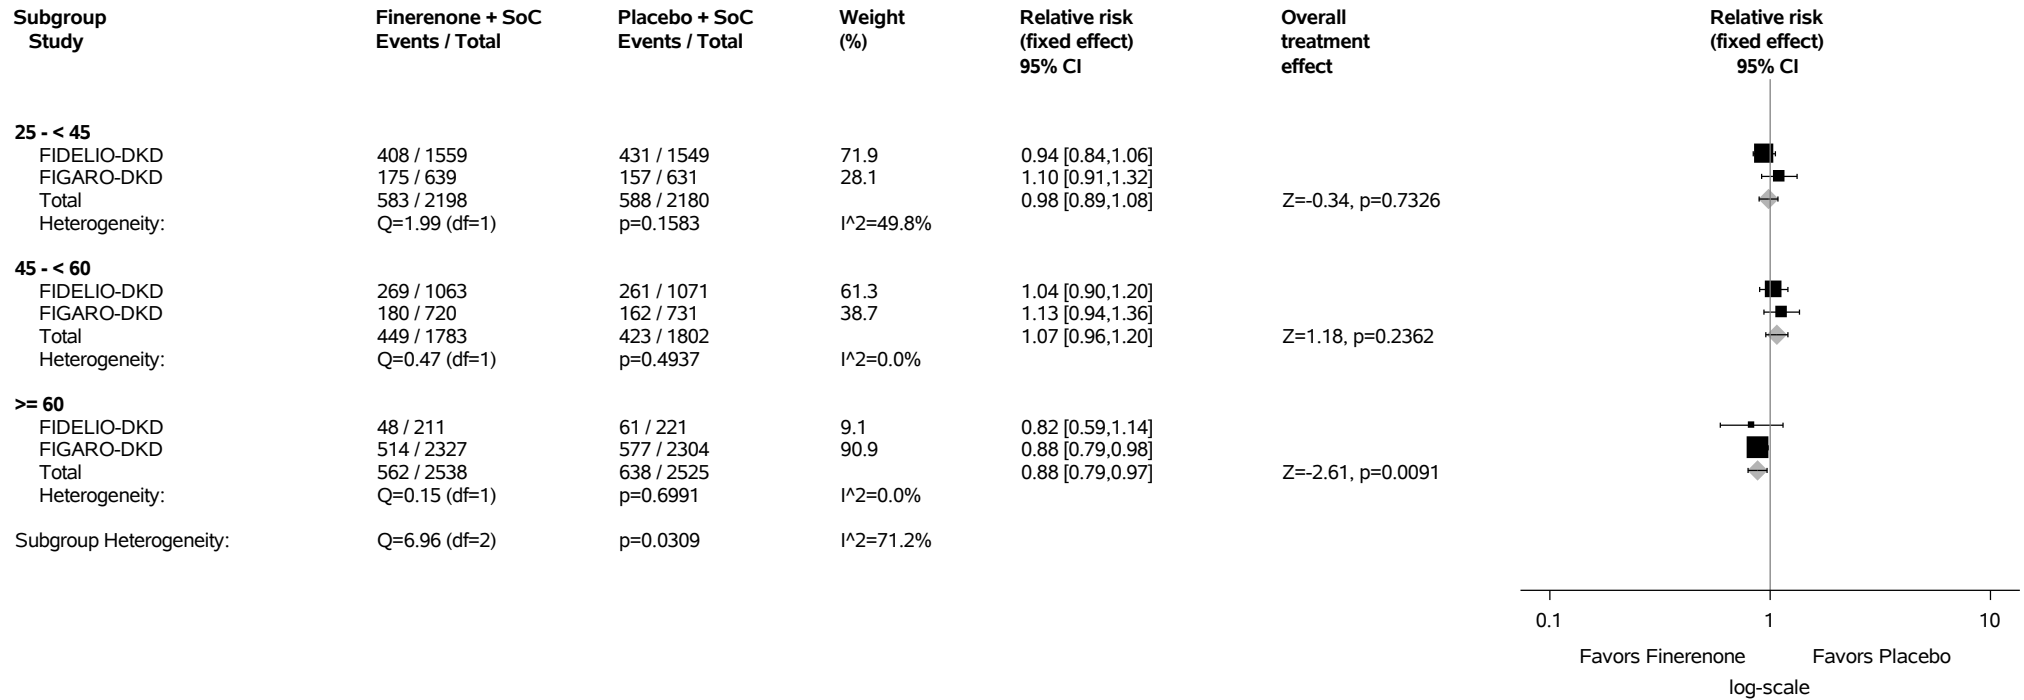 Subgroup Finerenone + SoC Placebo + SoC Weight Relative risk Overall Relative risk
Study Events / Total Events / Total (%) (fixed effect) treatment (fixed effect)
95% CI effect 95% CI
25 - < 45
FIDELIO-DKD 408 / 1559 431 / 1549 71.9 0.94 [0.84,1.06]
FIGARO-DKD 175 / 639 157 / 631 28.1 1.10 [0.91,1.32]
Total 583 / 2198 588 / 2180 0.98 [0.89,1.08] Z=-0.34, p=0.7326
Heterogeneity: Q=1.99 (df=1) p=0.1583 I^2=49.8%
45 - < 60
FIDELIO-DKD 269 / 1063 261 / 1071 61.3 1.04 [0.90,1.20]
FIGARO-DKD 180 / 720 162 / 731 38.7 1.13 [0.94,1.36]
Total 449 / 1783 423 / 1802 1.07 [0.96,1.20] Z=1.18, p=0.2362
Heterogeneity: Q=0.47 (df=1) p=0.4937 I^2=0.0%
>= 60
FIDELIO-DKD 48 / 211 61 / 221 9.1 0.82 [0.59,1.14]
FIGARO-DKD 514 / 2327 577 / 2304 90.9 0.88 [0.79,0.98]
Total 562 / 2538 638 / 2525 0.88 [0.79,0.97] Z=-2.61, p=0.0091
Heterogeneity: Q=0.15 (df=1) p=0.6991 I^2=0.0%
Subgroup Heterogeneity: Q=6.96 (df=2) p=0.0309 I^2=71.2%
0.1 1 10
Favors Finerenone Favors Placebo
log-scale